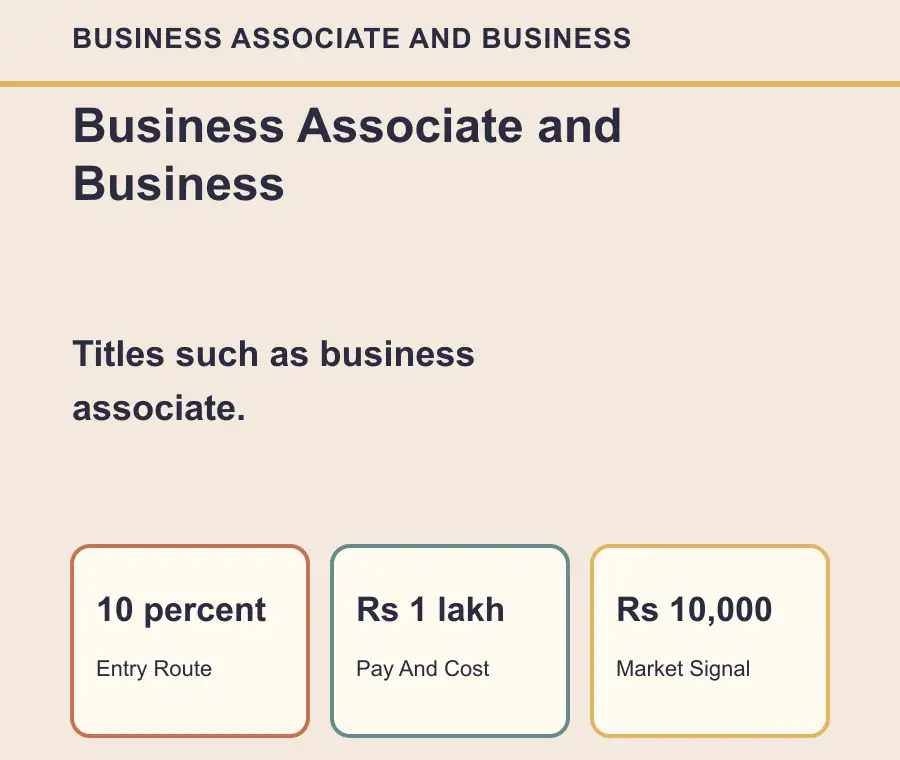 BUSINESS ASSOCIATE AND BUSINESS
Business Associate and
Business
Titles such as business
associate.
10 percent
Entry Route
Rs 1 lakh
Pay And Cost
Rs 10,000
Market Signal